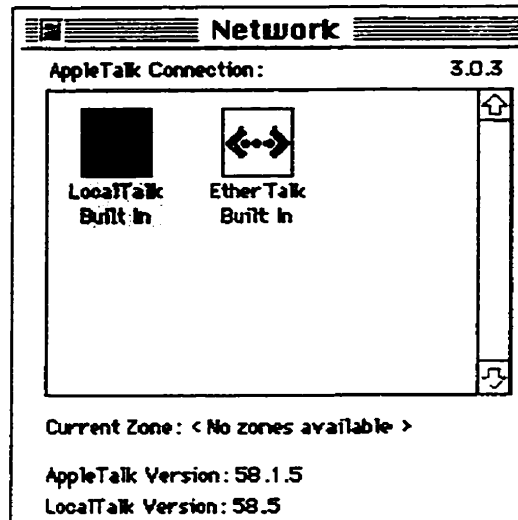 Network
AppleTalk Connection: 3.0.3
LocalTalk Built In
EtherTalk Built In
Current Zone: < No zones available >
AppleTalk Version: 58.1.5
LocalTalk Version: 58.5